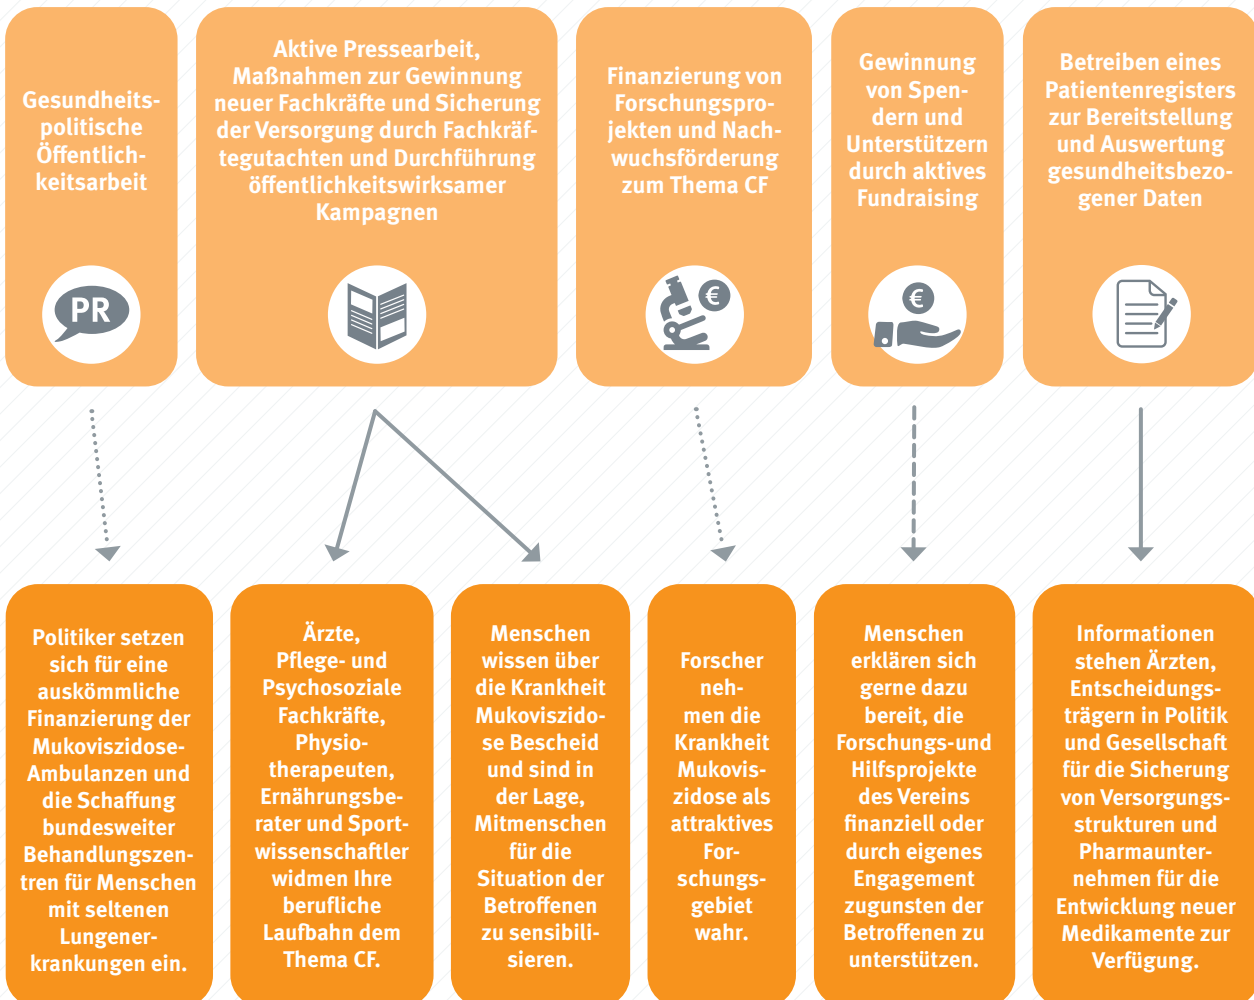 Gesundheits-
politische
Öffentlich-
keitsarbeit
Aktive Pressearbeit,
Maßnahmen zur Gewinnung
neuer Fachkräfte und Sicherung
der Versorgung durch Fachkräf-
tegutachten und Durchführung
öffentlichkeitswirksamer
Kampagnen
Finanzierung von
Forschungspro-
jekten und Nach-
wuchsförderung
zum Thema CF
Gewinnung
von Spen-
dern und
Unterstützern
durch aktives
Fundraising
Betreiben eines
Patientenregisters
zur Bereitstellung
und Auswertung
gesundheitsbezo-
gener Daten
PR
€
€
Politiker setzen
sich für eine
auskömmliche
Finanzierung der
Mukoviszidose-
Ambulanzen und
die Schaffung
bundesweiter
Behandlungszen-
tren für Menschen
mit seltenen
Lungener-
krankungen ein.
Ärzte,
Pflege- und
Psychosoziale
Fachkräfte,
Physio-
therapeuten,
Ernährungsbe-
rater und Sport-
wissenschaftler
widmen Ihre
berufliche
Laufbahn dem
Thema CF.
Menschen
wissen über
die Krankheit
Mukoviszido-
se Bescheid
und sind in
der Lage,
Mitmenschen
für die
Situation der
Betroffenen
zu sensibili-
sieren.
Forscher
neh-
men die
Krankheit
Mukovis-
zidose als
attraktives
For-
schungs-
gebiet
wahr.
Menschen
erklären sich
gerne dazu
bereit, die
Forschungs-und
Hilfsprojekte
des Vereins
finanziell oder
durch eigenes
Engagement
zugunsten der
Betroffenen zu
unterstützen.
Informationen
stehen Ärzten,
Entscheidungs-
trägern in Politik
und Gesellschaft
für die Sicherung
von Versorgungs-
strukturen und
Pharmaunter-
nehmen für die
Entwicklung neuer
Medikamente zur
Verfügung.